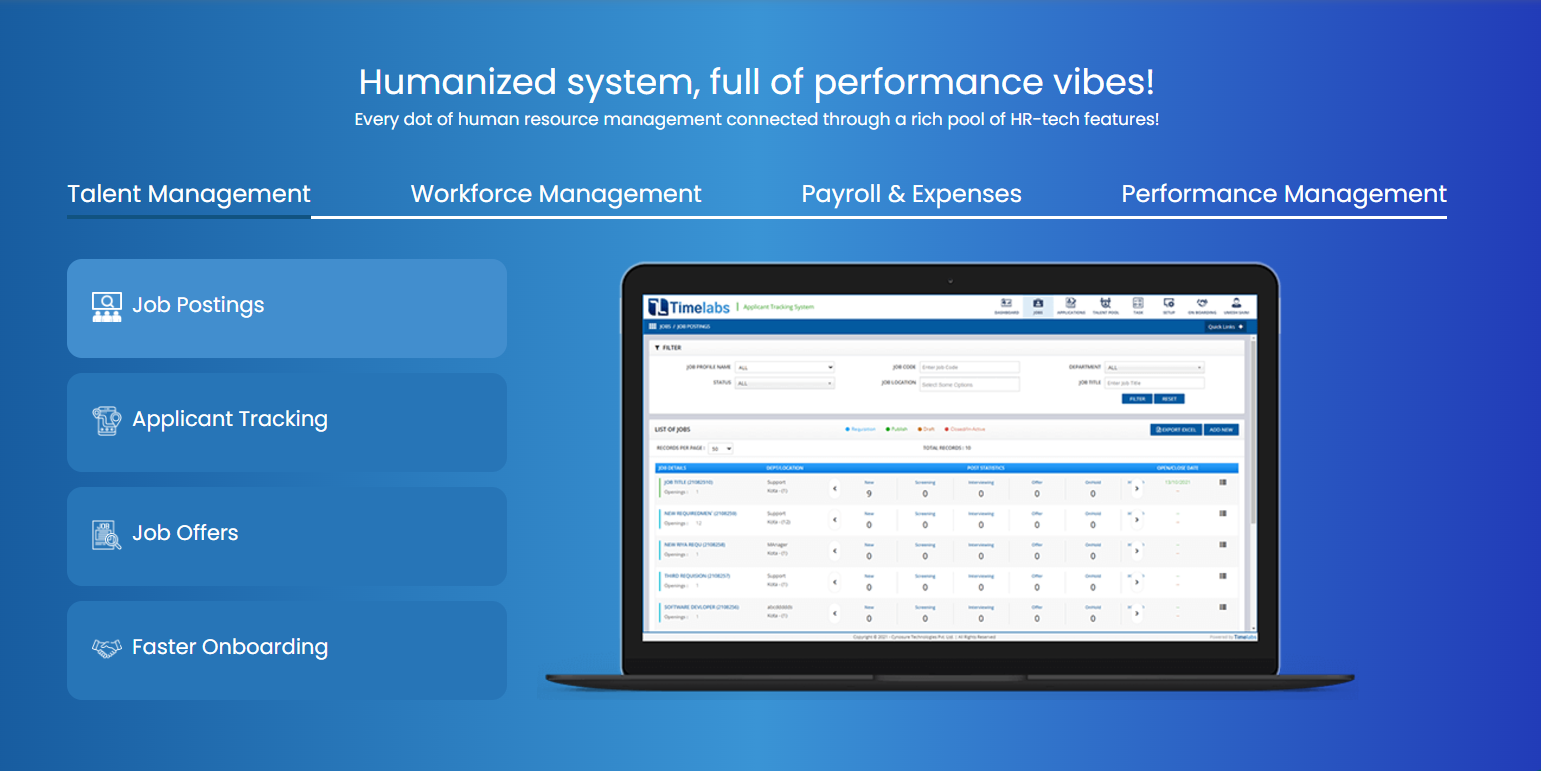 Humanized system, full of performance vibes!
Every dot of human resource management connected through a rich pool of HR-tech features!
Talent Management Workforce Management Payroll & Expenses Performance Management
Job Postings
Applicant Tracking
Job Offers
Faster Onboarding
Timelabs | Applicant Tracking System
DASHBOARD JOBS APPLICATIONS TALENT POOL TASK SETUP ON BOARDING
JOBS / JOB POSTINGS Quick Links
FILTER
JOB PROFILE NAME ALL JOB CODE Enter Job Code DEPARTMENT ALL
STATUS ALL JOB LOCATION Select Some Options JOB TITLE Enter Job Title
FILTER RESET
LIST OF JOBS Requisition Publish Draft Closed/In Active EXPORT EXCEL ADD NEW
RECORDS PER PAGE : 50 TOTAL RECORDS : 10
JOB DETAILS DEPT/LOCATION POST STATISTICS OPEN/CLOSE DATE
JOB TITLE (21082510) Support New Screening Interviewing Offer OnHold 13/10/2021
Openings : 1 Kota - (1) 9 0 0 0 0 --
NEW REQUIREDMEN' (2108259) Support New Screening Interviewing Offer OnHold --
Openings : 12 Kota - (12) 0 0 0 0 0 --
NEW RIYA REQU (2108258) MAnager New Screening Interviewing Offer OnHold --
Openings : 1 Kota - (1) 0 0 0 0 0 --
THIRD REQUISION (2108257) Support New Screening Interviewing Offer OnHold --
Openings : 1 Kota - (1) 0 0 0 0 0 --
SOFTWARE DEVLOPER (2108256) New Screening Interviewing Offer OnHold --
Openings : 1 Kota - (1) 0 0 0 0 0 --
Copyright © 2021 - Cynosure Technologies Pvt. Ltd. | All Rights Reserved Powered by Timelabs